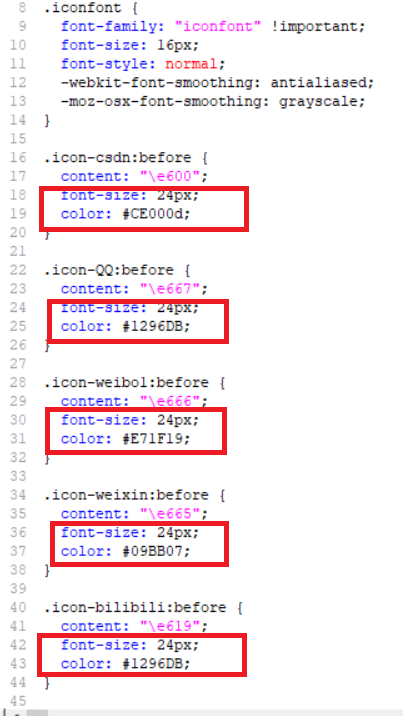 8 .iconfont {
9 font-family: "iconfont" !important;
10 font-size: 16px;
11 font-style: normal;
12 -webkit-font-smoothing: antialiased;
13 -moz-osx-font-smoothing: grayscale;
14 }
15
16 .icon-csdn:before {
17 content: "\e600";
18 font-size: 24px;
19 color: #CE000d;
20 }
21
22 .icon-QQ:before {
23 content: "\e667";
24 font-size: 24px;
25 color: #1296DB;
26 }
27
28 .icon-weibo1:before {
29 content: "\e666";
30 font-size: 24px;
31 color: #E71F19;
32 }
33
34 .icon-weixin:before {
35 content: "\e665";
36 font-size: 24px;
37 color: #09BB07;
38 }
39
40 .icon-bilibili:before {
41 content: "\e619";
42 font-size: 24px;
43 color: #1296DB;
44 }
45